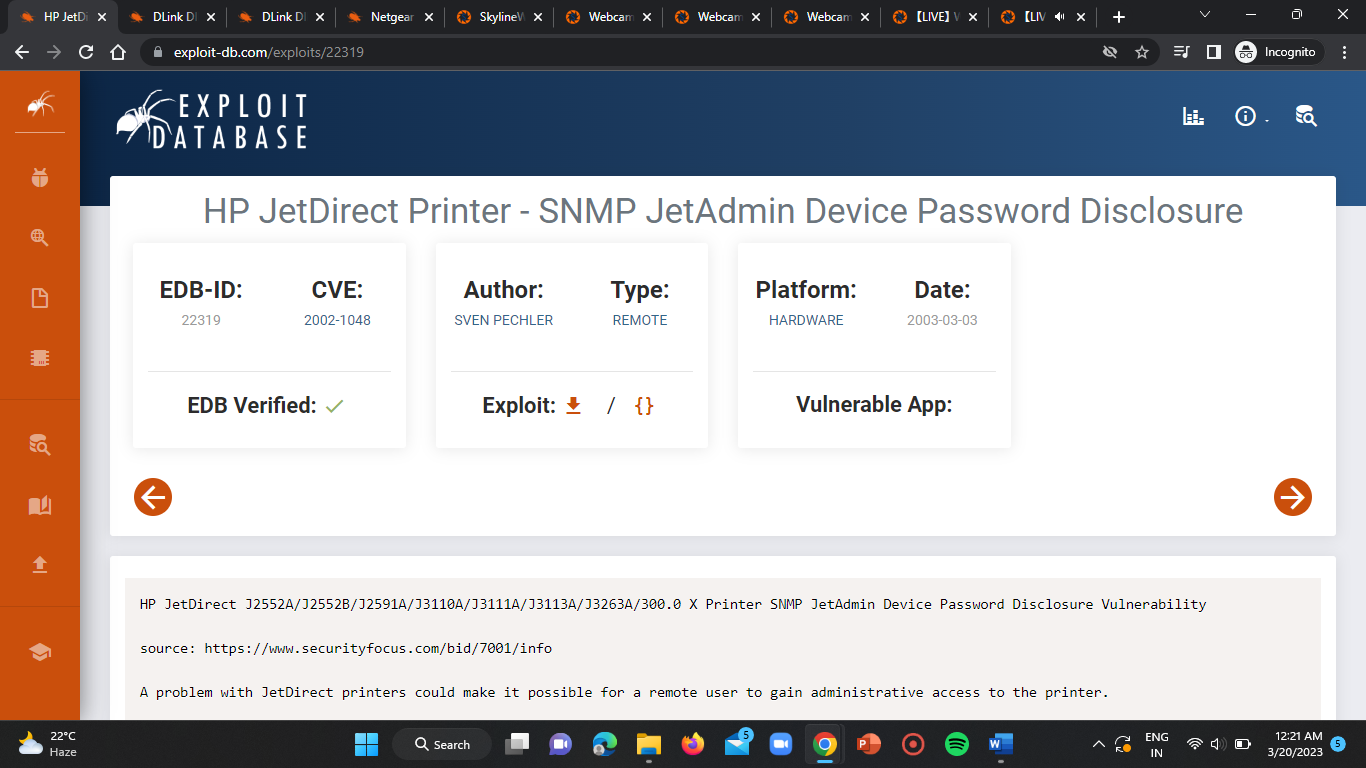 HP JetDi
DLink D
DLink D
Netgear
Skyline
Webcam
Webcam
Webcam
【LIVE】
【LIV
exploit-db.com/exploits/22319
Incognito
EXPLOIT
DATABASE
HP JetDirect Printer - SNMP JetAdmin Device Password Disclosure
EDB-ID:
22319
CVE:
2002-1048
EDB Verified:
Author:
SVEN PECHLER
Type:
REMOTE
Exploit: / {}
Platform:
HARDWARE
Date:
2003-03-03
Vulnerable App:
HP JetDirect J2552A/J2552B/J2591A/J3110A/J3111A/J3113A/J3263A/300.0 X Printer SNMP JetAdmin Device Password Disclosure Vulnerability
source: https://www.securityfocus.com/bid/7001/info
A problem with JetDirect printers could make it possible for a remote user to gain administrative access to the printer.
22°C
Haze
Search
5
ENG
IN
12:21 AM
3/20/2023
5